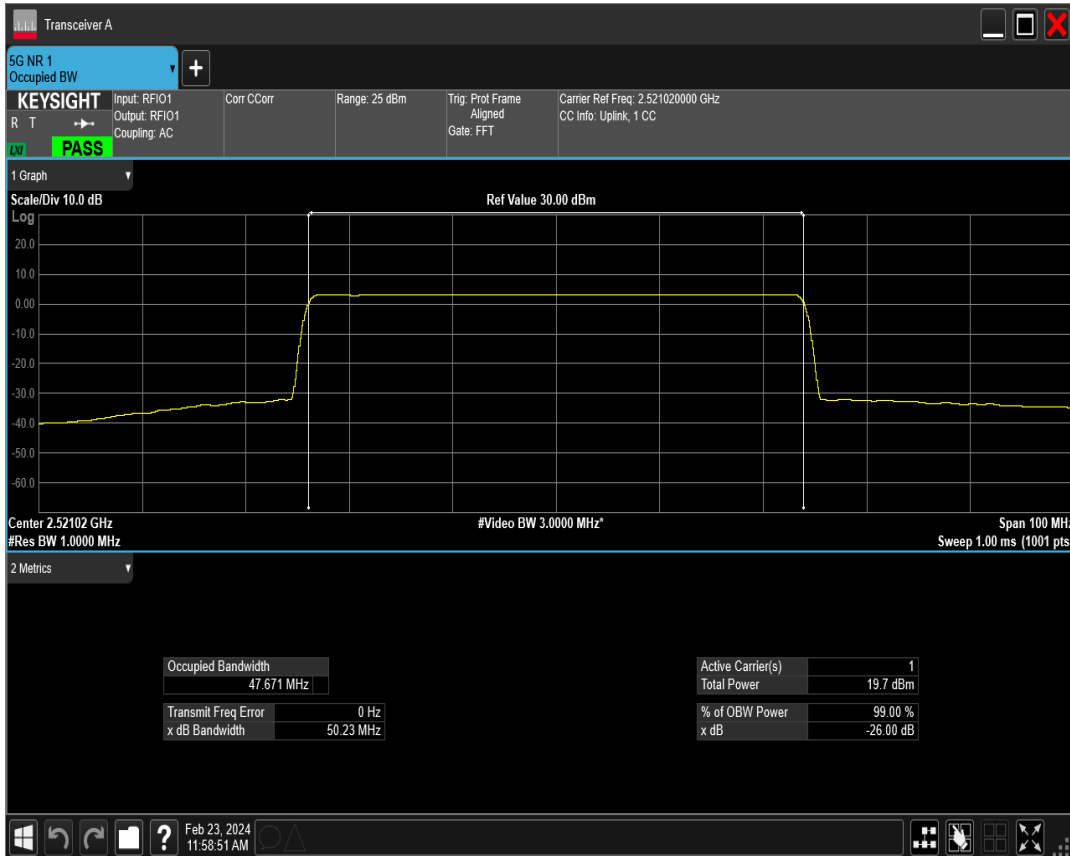 Transceiver A
5G NR 1
Occupied BW
+
KEYSIGHT
R T
LXI
PASS
Input: RFIO1
Output: RFIO1
Coupling: AC
Corr CCorr
Range: 25 dBm
Trig: Prot Frame
Aligned
Gate: FFT
Carrier Ref Freq: 2.521020000 GHz
CC Info: Uplink, 1 CC
1 Graph
Scale/Div 10.0 dB
Ref Value 30.00 dBm
Log
20.0
10.0
0.00
-10.0
-20.0
-30.0
-40.0
-50.0
-60.0
Center 2.52102 GHz
#Video BW 3.0000 MHz*
Span 100 MHz
#Res BW 1.0000 MHz
Sweep 1.00 ms (1001 pts
2 Metrics
Occupied Bandwidth
47.671 MHz
Transmit Freq Error 0 Hz
x dB Bandwidth 50.23 MHz
Active Carrier(s) 1
Total Power 19.7 dBm
% of OBW Power 99.00 %
x dB -26.00 dB
?
Feb 23, 2024
11:58:51 AM